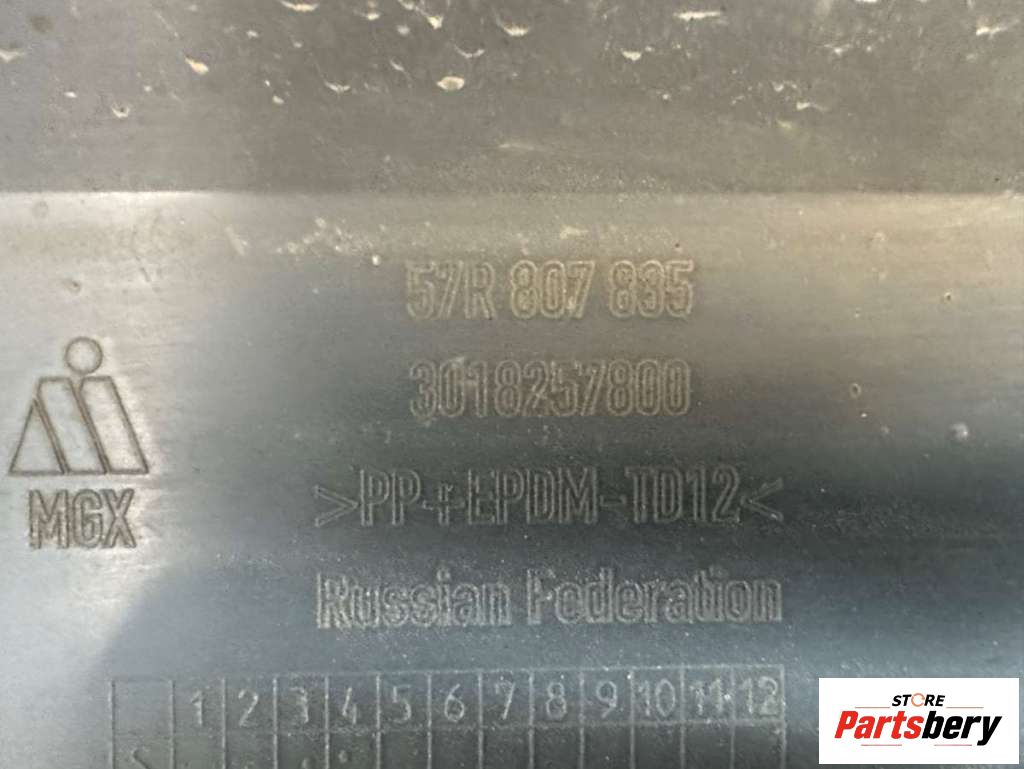 57R 807 835
3018257800
>PP+EPDM-TD12<
MGX
Russian Federation
1 2 3 4 5 6 7 8 9 10 11 12
STORE
Partsbery